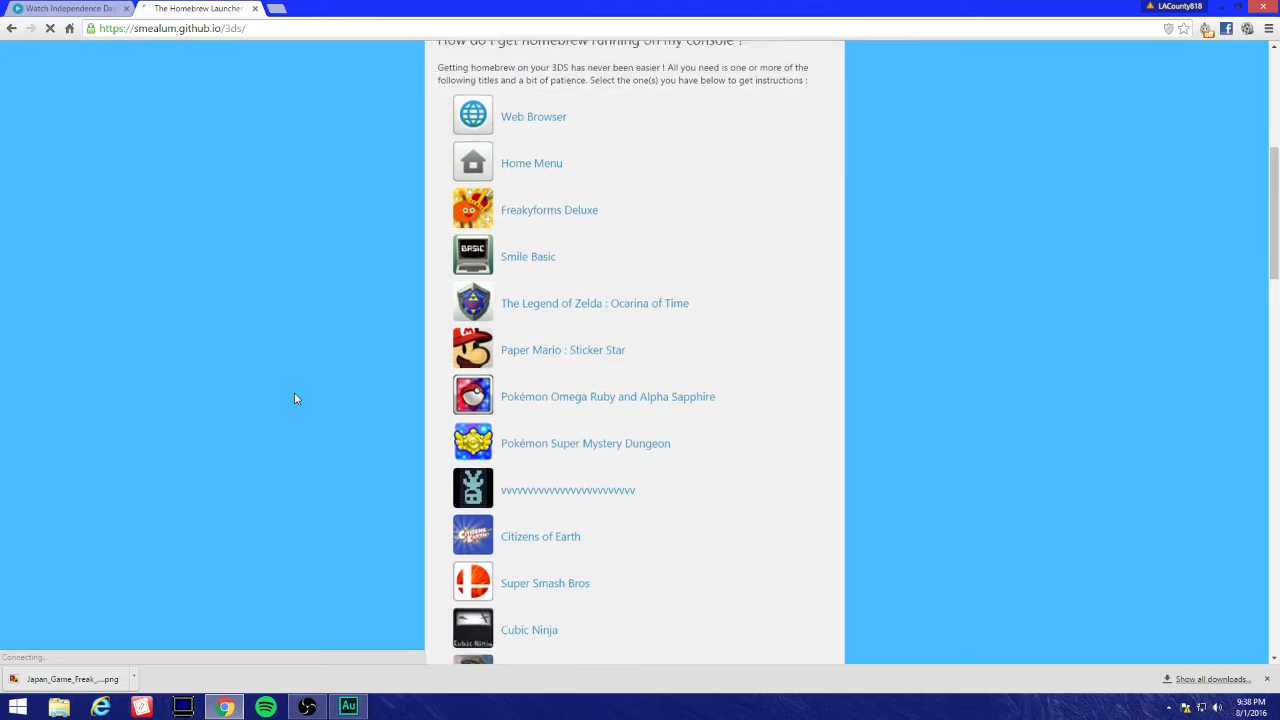 Watch Independence Day
The Homebrew Launcher
LACounty818
https://smealum.github.io/3ds/
How do I get homebrew running on my console ?
Getting homebrew on your 3DS has never been easier ! All you need is one or more of the
following titles and a bit of patience. Select the one(s) you have below to get instructions :
Web Browser
Home Menu
Freakyforms Deluxe
BASIC
Smile Basic
The Legend of Zelda : Ocarina of Time
Paper Mario : Sticker Star
Pokémon Omega Ruby and Alpha Sapphire
Pokémon Super Mystery Dungeon
vvvvvvvvvvvvvvvvvvvvvvvvv
Citizens of Earth
Super Smash Bros
Cubic Ninja
Cubic Ninja
Connecting...
Japan_Game_Freak_....png
Show all downloads...
Au
9:38 PM
8/1/2016